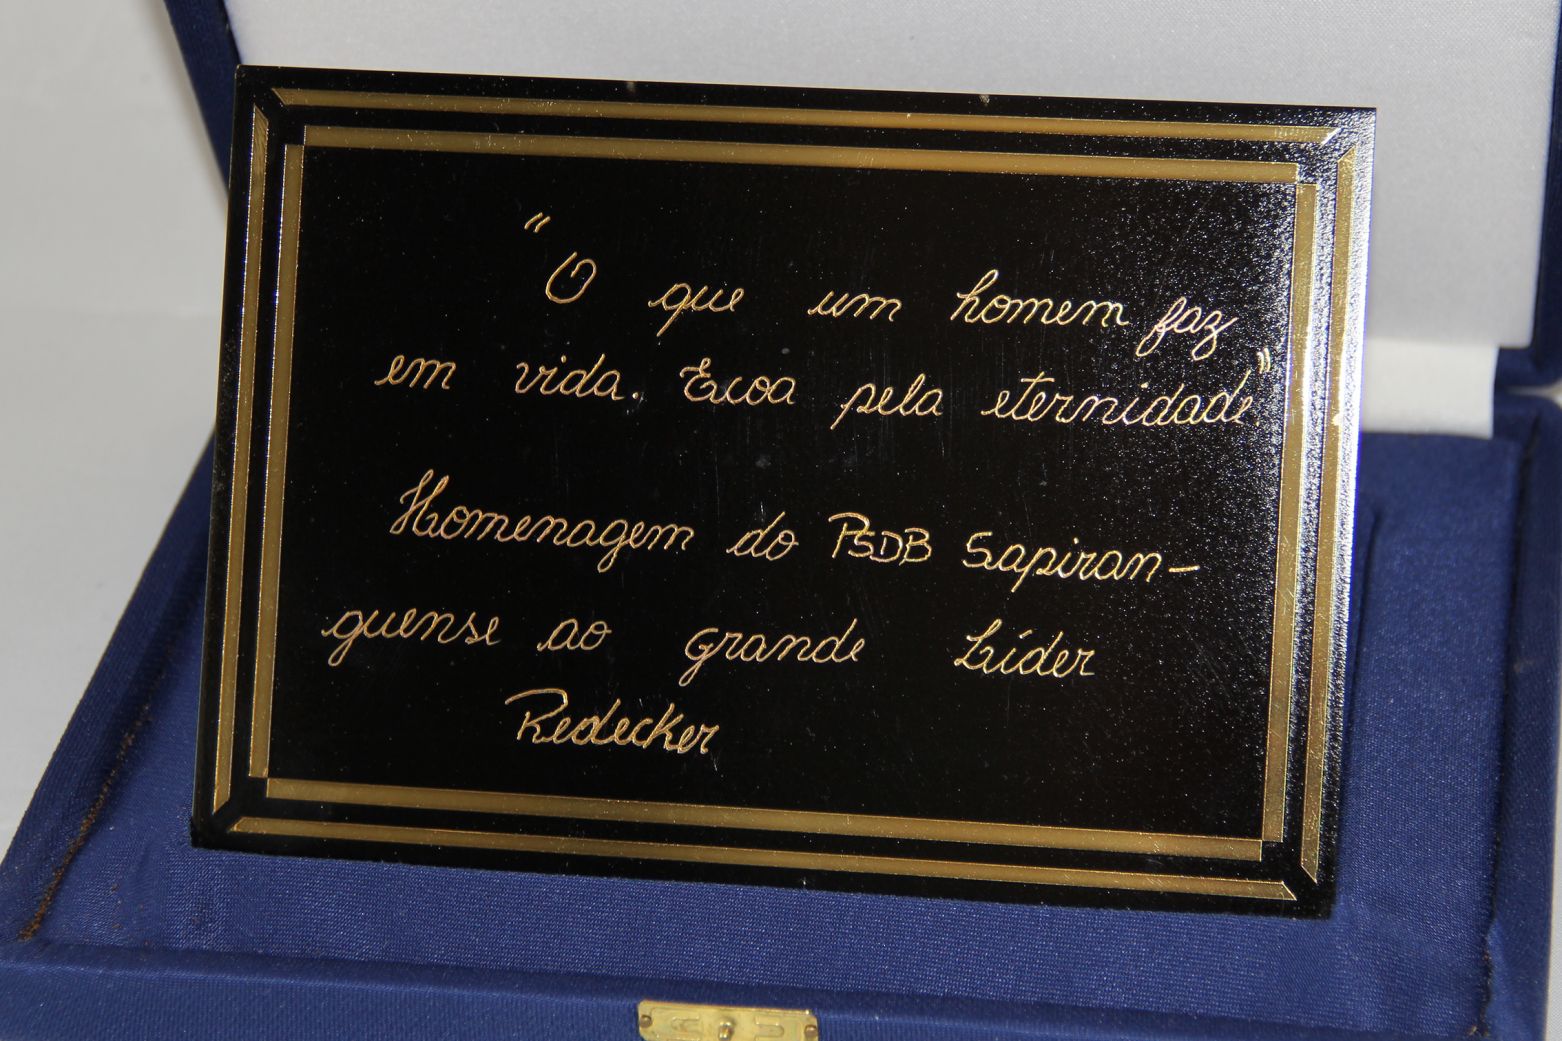 "O que um homem faz
em vida. Ecoa pela eternidade."
Homenagem do PSDB Sapiran-
guense ao grande Líder
Redecker